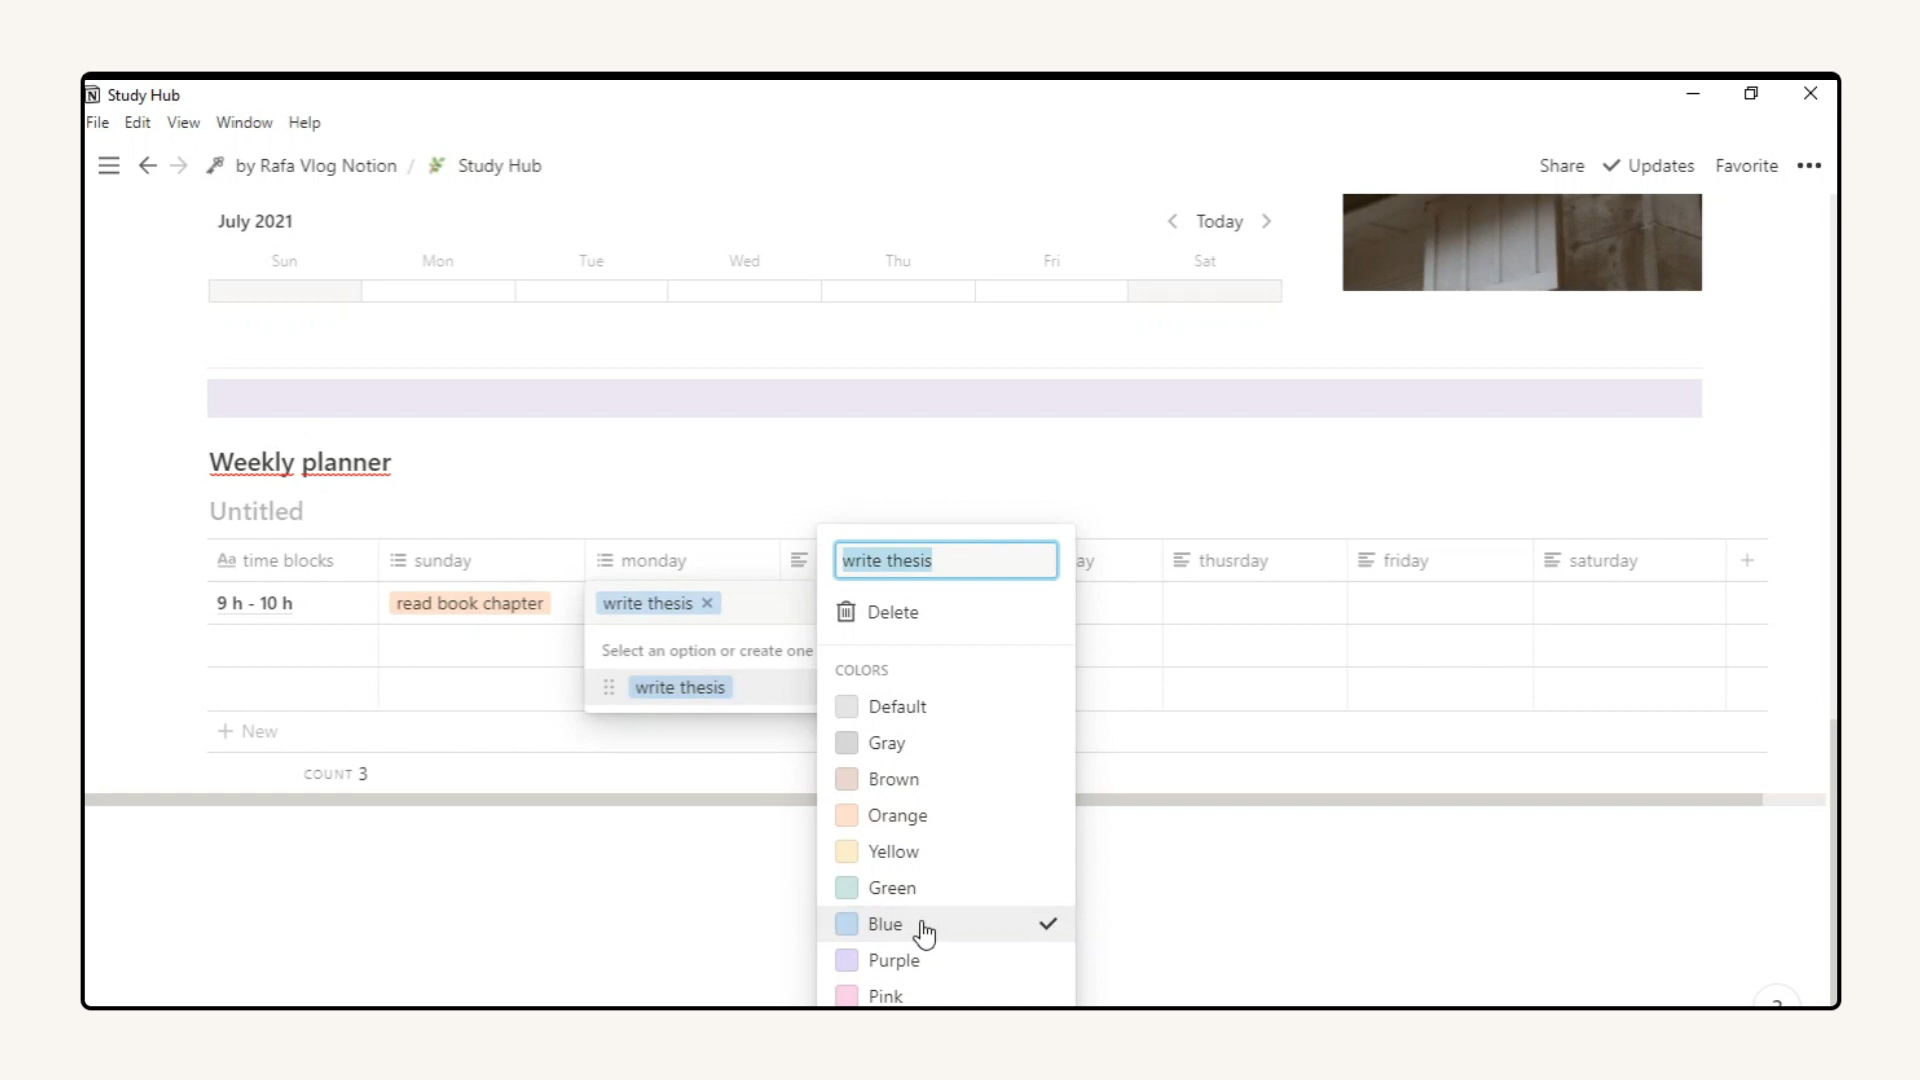 Study Hub
File Edit View Window Help
by Rafa Vlog Notion / Study Hub
Share Updates Favorite
July 2021
Today
Sun Mon Tue Wed Thu Fri Sat
Weekly planner
Untitled
Aa time blocks sunday monday ay thusrday friday saturday +
write thesis
9 h - 10 h read book chapter write thesis ×
Delete
Select an option or create one
write thesis
COLORS
Default
+ New
Gray
COUNT 3
Brown
Orange
Yellow
Green
Blue
Purple
Pink